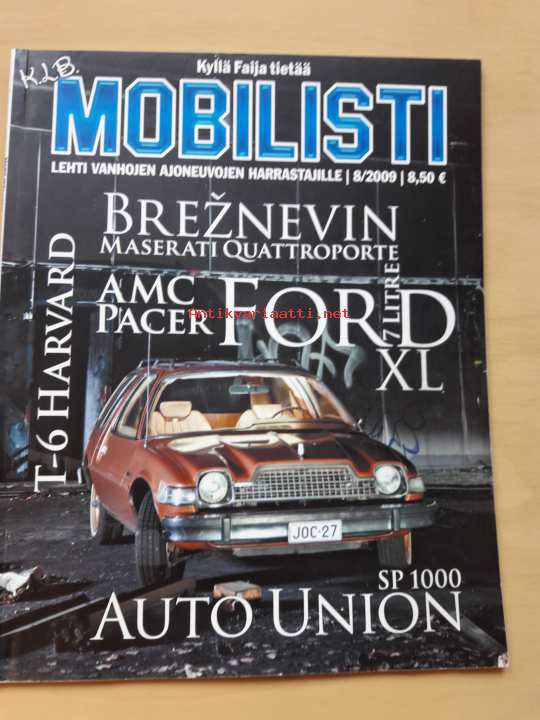 K.L.B.
Kyllä Faija tietää
MOBILISTI
LEHTI VANHOJEN AJONEUVOJEN HARRASTAJILLE | 8/2009 | 8,50 €
BREŽNEVIN
MASERATI QUATTROPORTE
T-6 HARVARD
AMC
PACER
FORD
7 LITRE
XL
antikvariaatti.net
JOC-27
SP 1000
AUTO UNION